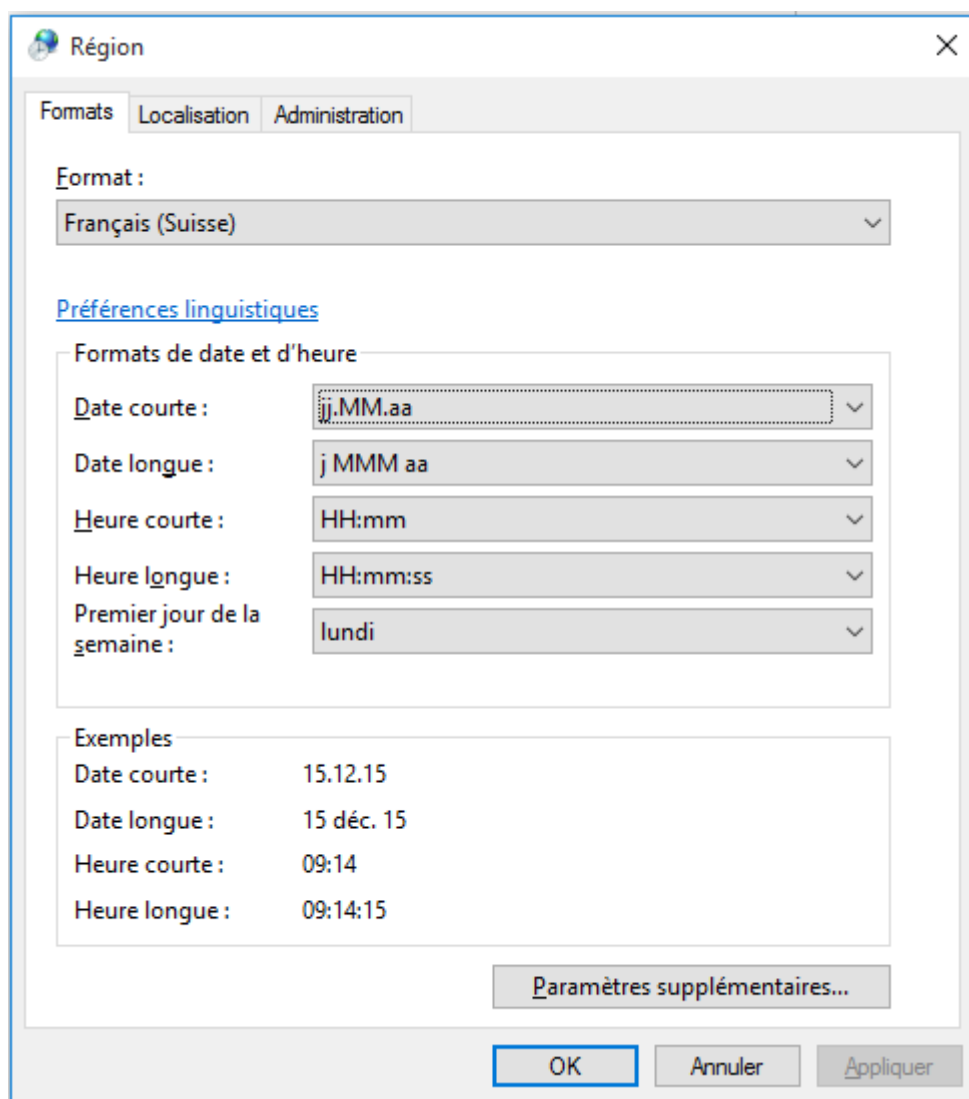 Région
Formats Localisation Administration
Format :
Français (Suisse)
Préférences linguistiques
Formats de date et d'heure
Date courte : jj.MM.aa
Date longue : j MMM aa
Heure courte : HH:mm
Heure longue : HH:mm:ss
Premier jour de la
semaine : lundi
Exemples
Date courte : 15.12.15
Date longue : 15 déc. 15
Heure courte : 09:14
Heure longue : 09:14:15
Paramètres supplémentaires...
OK Annuler Appliquer